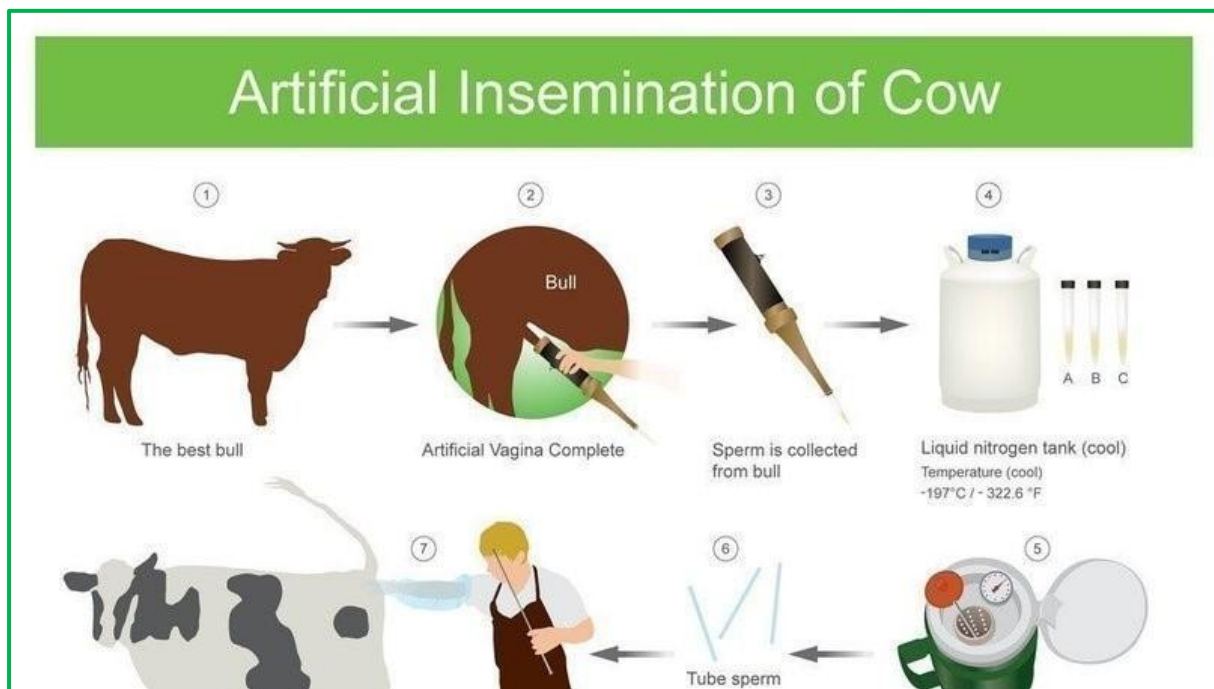 Artificial Insemination of Cow
1
2
3
4
Bull
A B C
The best bull
Artificial Vagina Complete
Sperm is collected
from bull
Liquid nitrogen tank (cool)
Temperature (cool)
-197°C / - 322.6 °F
7
6
5
Tube sperm